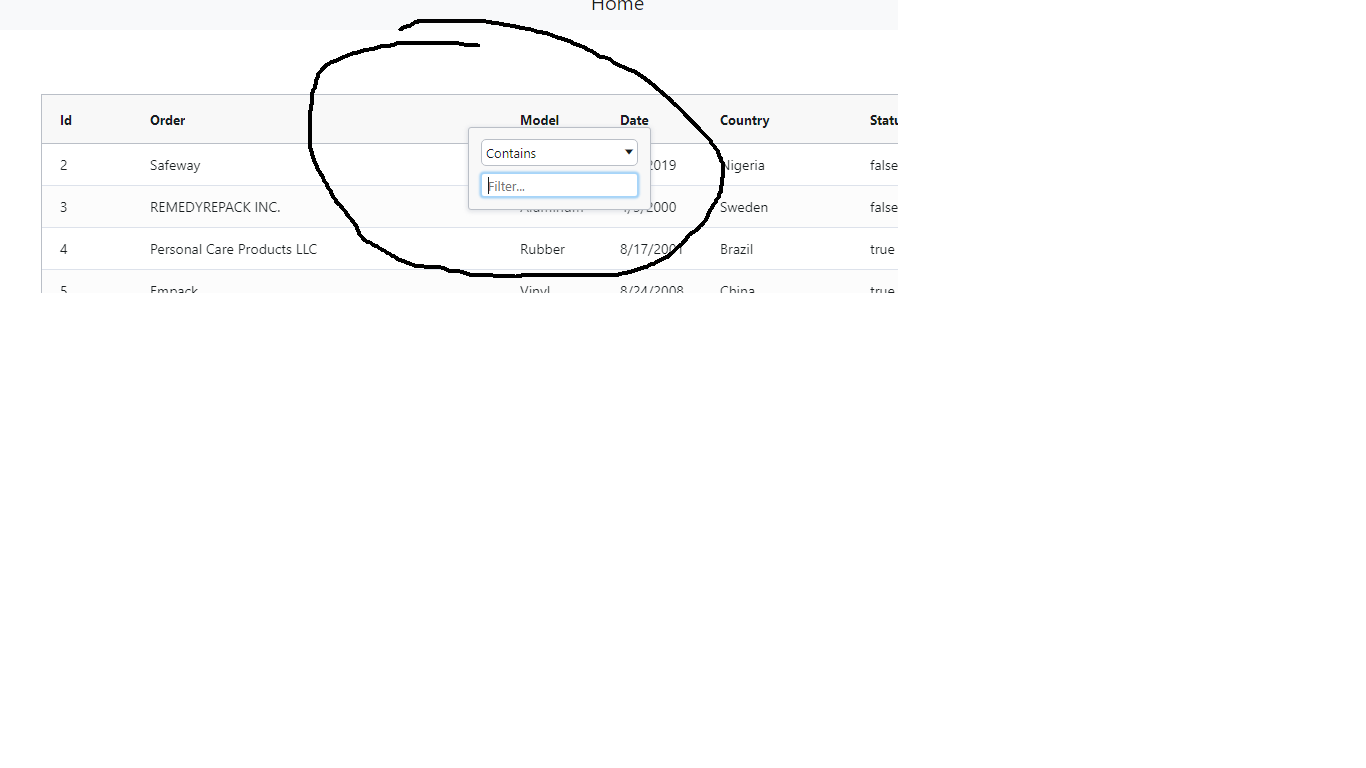 Home
Id Order Model Date Country Statu
Contains
2 Safeway 2019 Nigeria false
Filter...
3 REMEDYREPACK INC. Aluminum 2000 Sweden false
4 Personal Care Products LLC Rubber 8/17/2001 Brazil true
5 Empack Vinyl 8/24/2008 China true